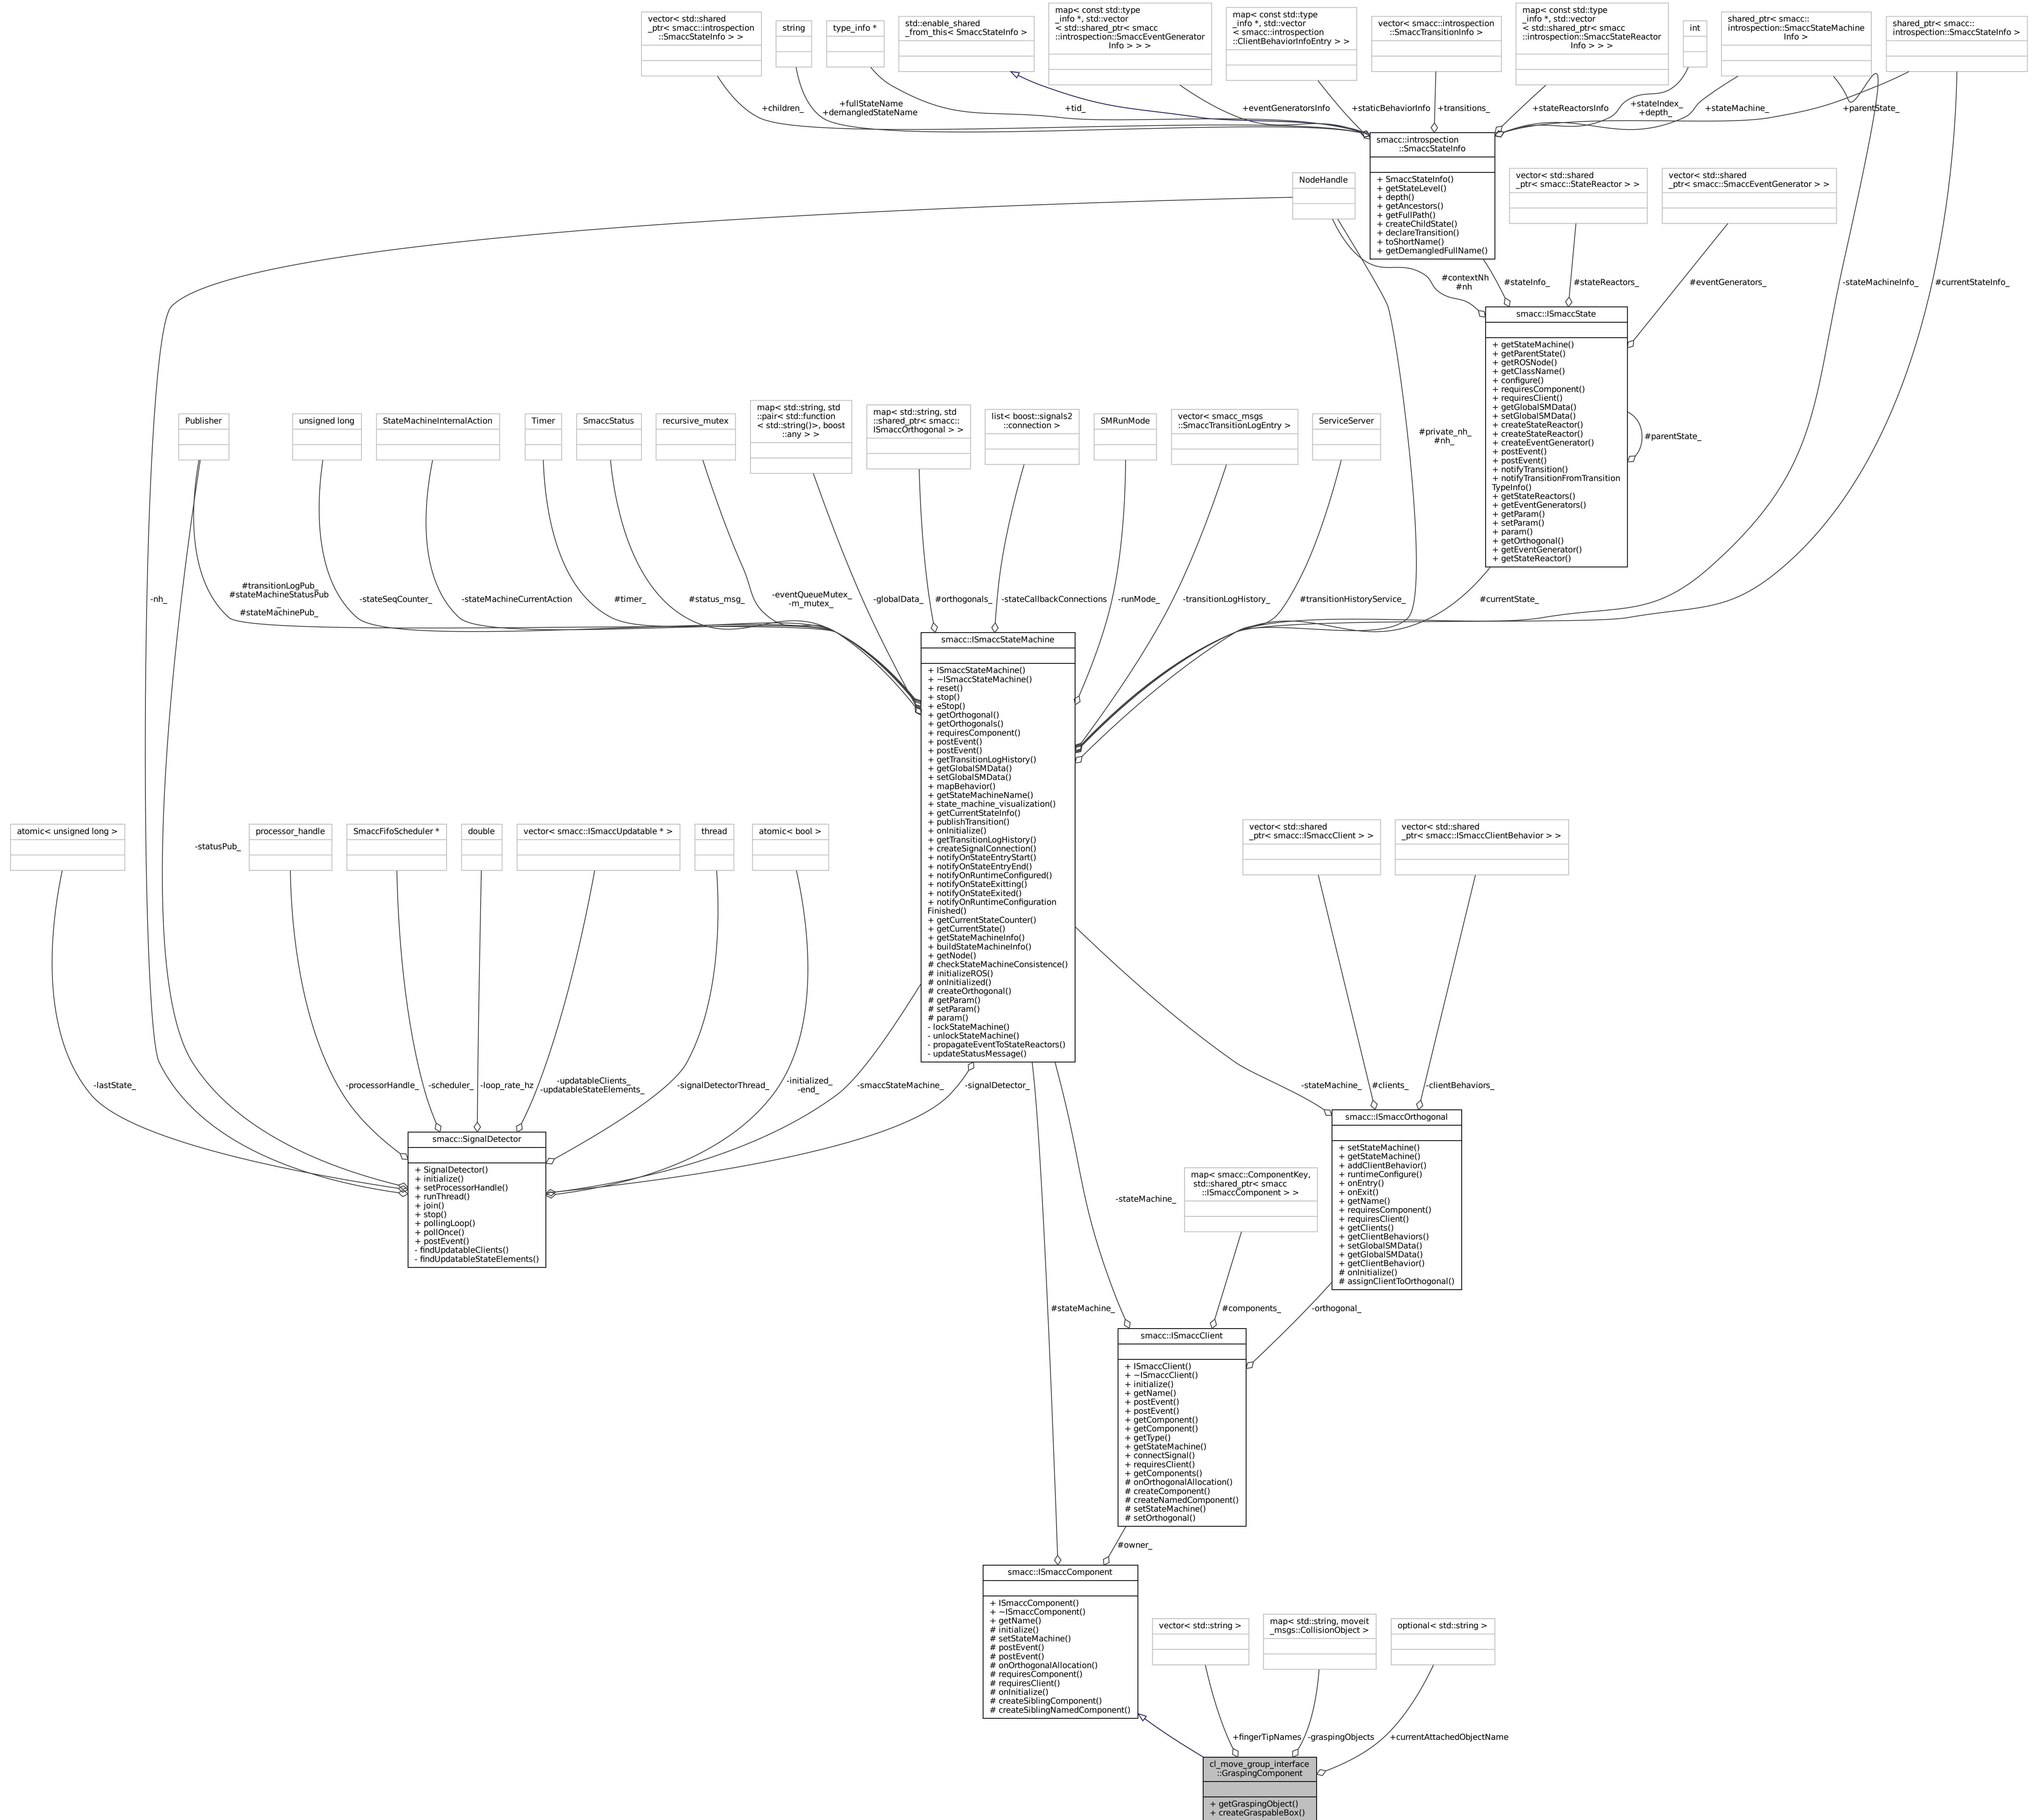 vector< std::shared
_ptr< smacc::introspection
::SmaccStateInfo > >
string
type_info *
std::enable_shared
_from_this< SmaccStateInfo >
map< const std::type
_info *, std::vector
< std::shared_ptr< smacc
::introspection::SmaccEventGenerator
Info > > >
map< const std::type
_info *, std::vector
< smacc::introspection
::ClientBehaviorInfoEntry > >
vector< smacc::introspection
::SmaccTransitionInfo >
map< const std::type
_info *, std::vector
< std::shared_ptr< smacc
::introspection::SmaccStateReactor
Info > > >
int
shared_ptr< smacc::
introspection::SmaccStateMachine
Info >
shared_ptr< smacc::
introspection::SmaccStateInfo >
+children_
+fullStateName
+demangledStateName
+tid_
+eventGeneratorsInfo
+staticBehaviorInfo
+transitions_
+stateReactorsInfo
+stateIndex_
+depth_
+stateMachine_
+parentState_
smacc::introspection
::SmaccStateInfo
+ SmaccStateInfo()
+ getStateLevel()
+ depth()
+ getAncestors()
+ getFullPath()
+ createChildState()
+ declareTransition()
+ toShortName()
+ getDemangledFullName()
NodeHandle
vector< std::shared
_ptr< smacc::StateReactor > >
vector< std::shared
_ptr< smacc::SmaccEventGenerator > >
#contextNh
#nh
#stateInfo_
#stateReactors_
#eventGenerators_
-stateMachineInfo_
#currentStateInfo_
smacc::ISmaccState
+ getStateMachine()
+ getParentState()
+ getROSNode()
+ getClassName()
+ configure()
+ requiresComponent()
+ requiresClient()
+ getGlobalSMData()
+ setGlobalSMData()
+ createStateReactor()
+ createStateReactor()
+ createEventGenerator()
+ postEvent()
+ postEvent()
+ notifyTransition()
+ notifyTransitionFromTransition
TypeInfo()
+ getStateReactors()
+ getEventGenerators()
+ getParam()
+ setParam()
+ param()
+ getOrthogonal()
+ getEventGenerator()
+ getStateReactor()
#parentState_
Publisher
unsigned long
StateMachineInternalAction
Timer
SmaccStatus
recursive_mutex
map< std::string, std
::pair< std::function
< std::string()>, boost
::any > >
map< std::string, std
::shared_ptr< smacc::
ISmaccOrthogonal > >
list< boost::signals2
::connection >
SMRunMode
vector< smacc_msgs
::SmaccTransitionLogEntry >
ServiceServer
#private_nh_
#nh_
-nh_
#transitionLogPub_
#stateMachineStatusPub
_
#stateMachinePub_
-stateSeqCounter_
-stateMachineCurrentAction
#timer_
#status_msg_
-eventQueueMutex_
-m_mutex_
-globalData_
#orthogonals_
-stateCallbackConnections
-runMode_
-transitionLogHistory_
#transitionHistoryService_
#currentState_
smacc::ISmaccStateMachine
+ ISmaccStateMachine()
+ ~ISmaccStateMachine()
+ reset()
+ stop()
+ eStop()
+ getOrthogonal()
+ getOrthogonals()
+ requiresComponent()
+ postEvent()
+ postEvent()
+ getTransitionLogHistory()
+ getGlobalSMData()
+ setGlobalSMData()
+ mapBehavior()
+ getStateMachineName()
+ state_machine_visualization()
+ getCurrentStateInfo()
+ publishTransition()
+ onInitialize()
+ getTransitionLogHistory()
+ createSignalConnection()
+ notifyOnStateEntryStart()
+ notifyOnStateEntryEnd()
+ notifyOnRuntimeConfigured()
+ notifyOnStateExitting()
+ notifyOnStateExited()
+ notifyOnRuntimeConfiguration
Finished()
+ getCurrentStateCounter()
+ getCurrentState()
+ getStateMachineInfo()
+ buildStateMachineInfo()
+ getNode()
# checkStateMachineConsistence()
# initializeROS()
# onInitialized()
# createOrthogonal()
# getParam()
# setParam()
# param()
- lockStateMachine()
- unlockStateMachine()
- propagateEventToStateReactors()
- updateStatusMessage()
atomic< unsigned long >
-statusPub_
processor_handle
SmaccFifoScheduler *
double
vector< smacc::ISmaccUpdatable * >
thread
atomic< bool >
vector< std::shared
_ptr< smacc::ISmaccClient > >
vector< std::shared
_ptr< smacc::ISmaccClientBehavior > >
-lastState_
-processorHandle_
-scheduler_
-loop_rate_hz
-updatableClients_
-updatableStateElements_
-signalDetectorThread_
-initialized_
-end_
-smaccStateMachine_
-signalDetector_
-stateMachine_
#clients_
-clientBehaviors_
smacc::SignalDetector
+ SignalDetector()
+ initialize()
+ setProcessorHandle()
+ runThread()
+ join()
+ stop()
+ pollingLoop()
+ pollOnce()
+ postEvent()
- findUpdatableClients()
- findUpdatableStateElements()
smacc::ISmaccOrthogonal
+ setStateMachine()
+ getStateMachine()
+ addClientBehavior()
+ runtimeConfigure()
+ onEntry()
+ onExit()
+ getName()
+ requiresComponent()
+ requiresClient()
+ getClients()
+ getClientBehaviors()
+ setGlobalSMData()
+ getGlobalSMData()
+ getClientBehavior()
# onInitialize()
# assignClientToOrthogonal()
-stateMachine_
map< smacc::ComponentKey,
std::shared_ptr< smacc
::ISmaccComponent > >
#stateMachine_
#components_
-orthogonal_
smacc::ISmaccClient
+ ISmaccClient()
+ ~ISmaccClient()
+ initialize()
+ getName()
+ postEvent()
+ postEvent()
+ getComponent()
+ getComponent()
+ getType()
+ getStateMachine()
+ connectSignal()
+ requiresClient()
+ getComponents()
# onOrthogonalAllocation()
# createComponent()
# createNamedComponent()
# setStateMachine()
# setOrthogonal()
#owner_
smacc::ISmaccComponent
+ ISmaccComponent()
+ ~ISmaccComponent()
+ getName()
# initialize()
# setStateMachine()
# postEvent()
# postEvent()
# onOrthogonalAllocation()
# requiresComponent()
# requiresClient()
# onInitialize()
# createSiblingComponent()
# createSiblingNamedComponent()
vector< std::string >
map< std::string, moveit
_msgs::CollisionObject >
optional< std::string >
+fingerTipNames
-graspingObjects
+currentAttachedObjectName
cl_move_group_interface
::GraspingComponent
+ getGraspingObject()
+ createGraspableBox()